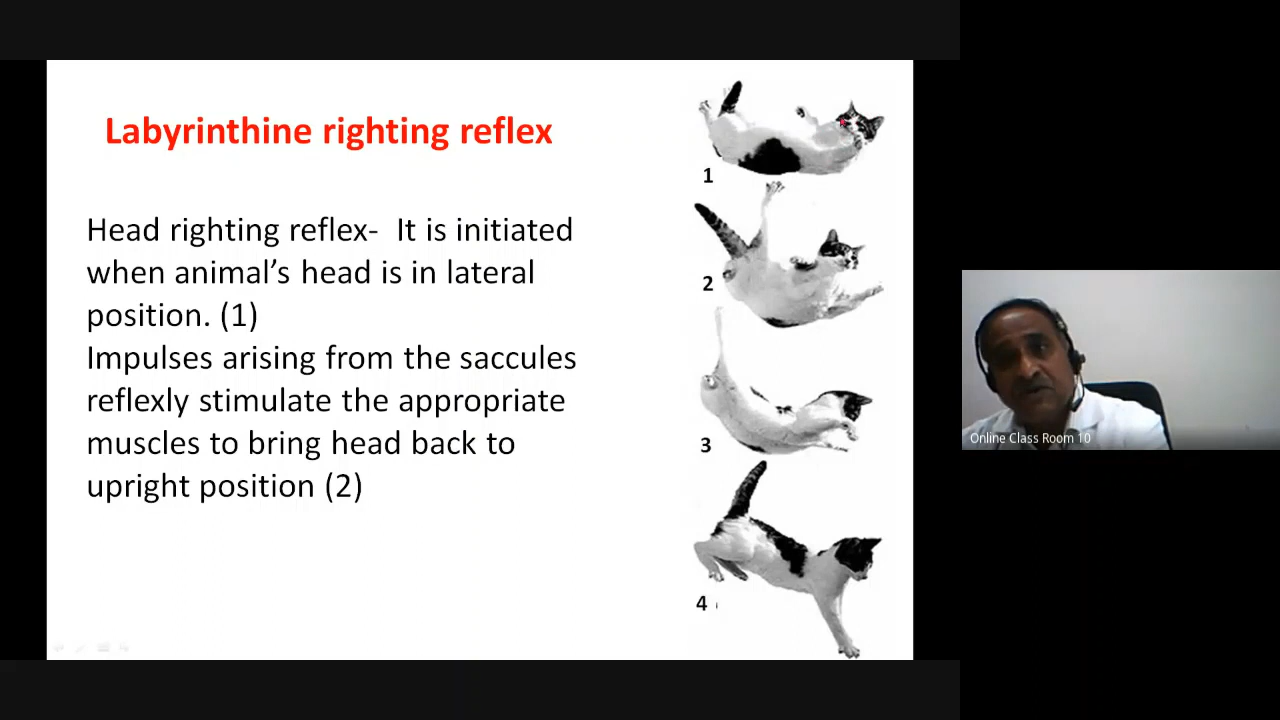 Labyrinthine righting reflex
Head righting reflex-  It is initiated
when animal’s head is in lateral
position. (1)
Impulses arising from the saccules
reflexly stimulate the appropriate
muscles to bring head back to
upright position (2)
1
2
3
4
Online Class Room 10